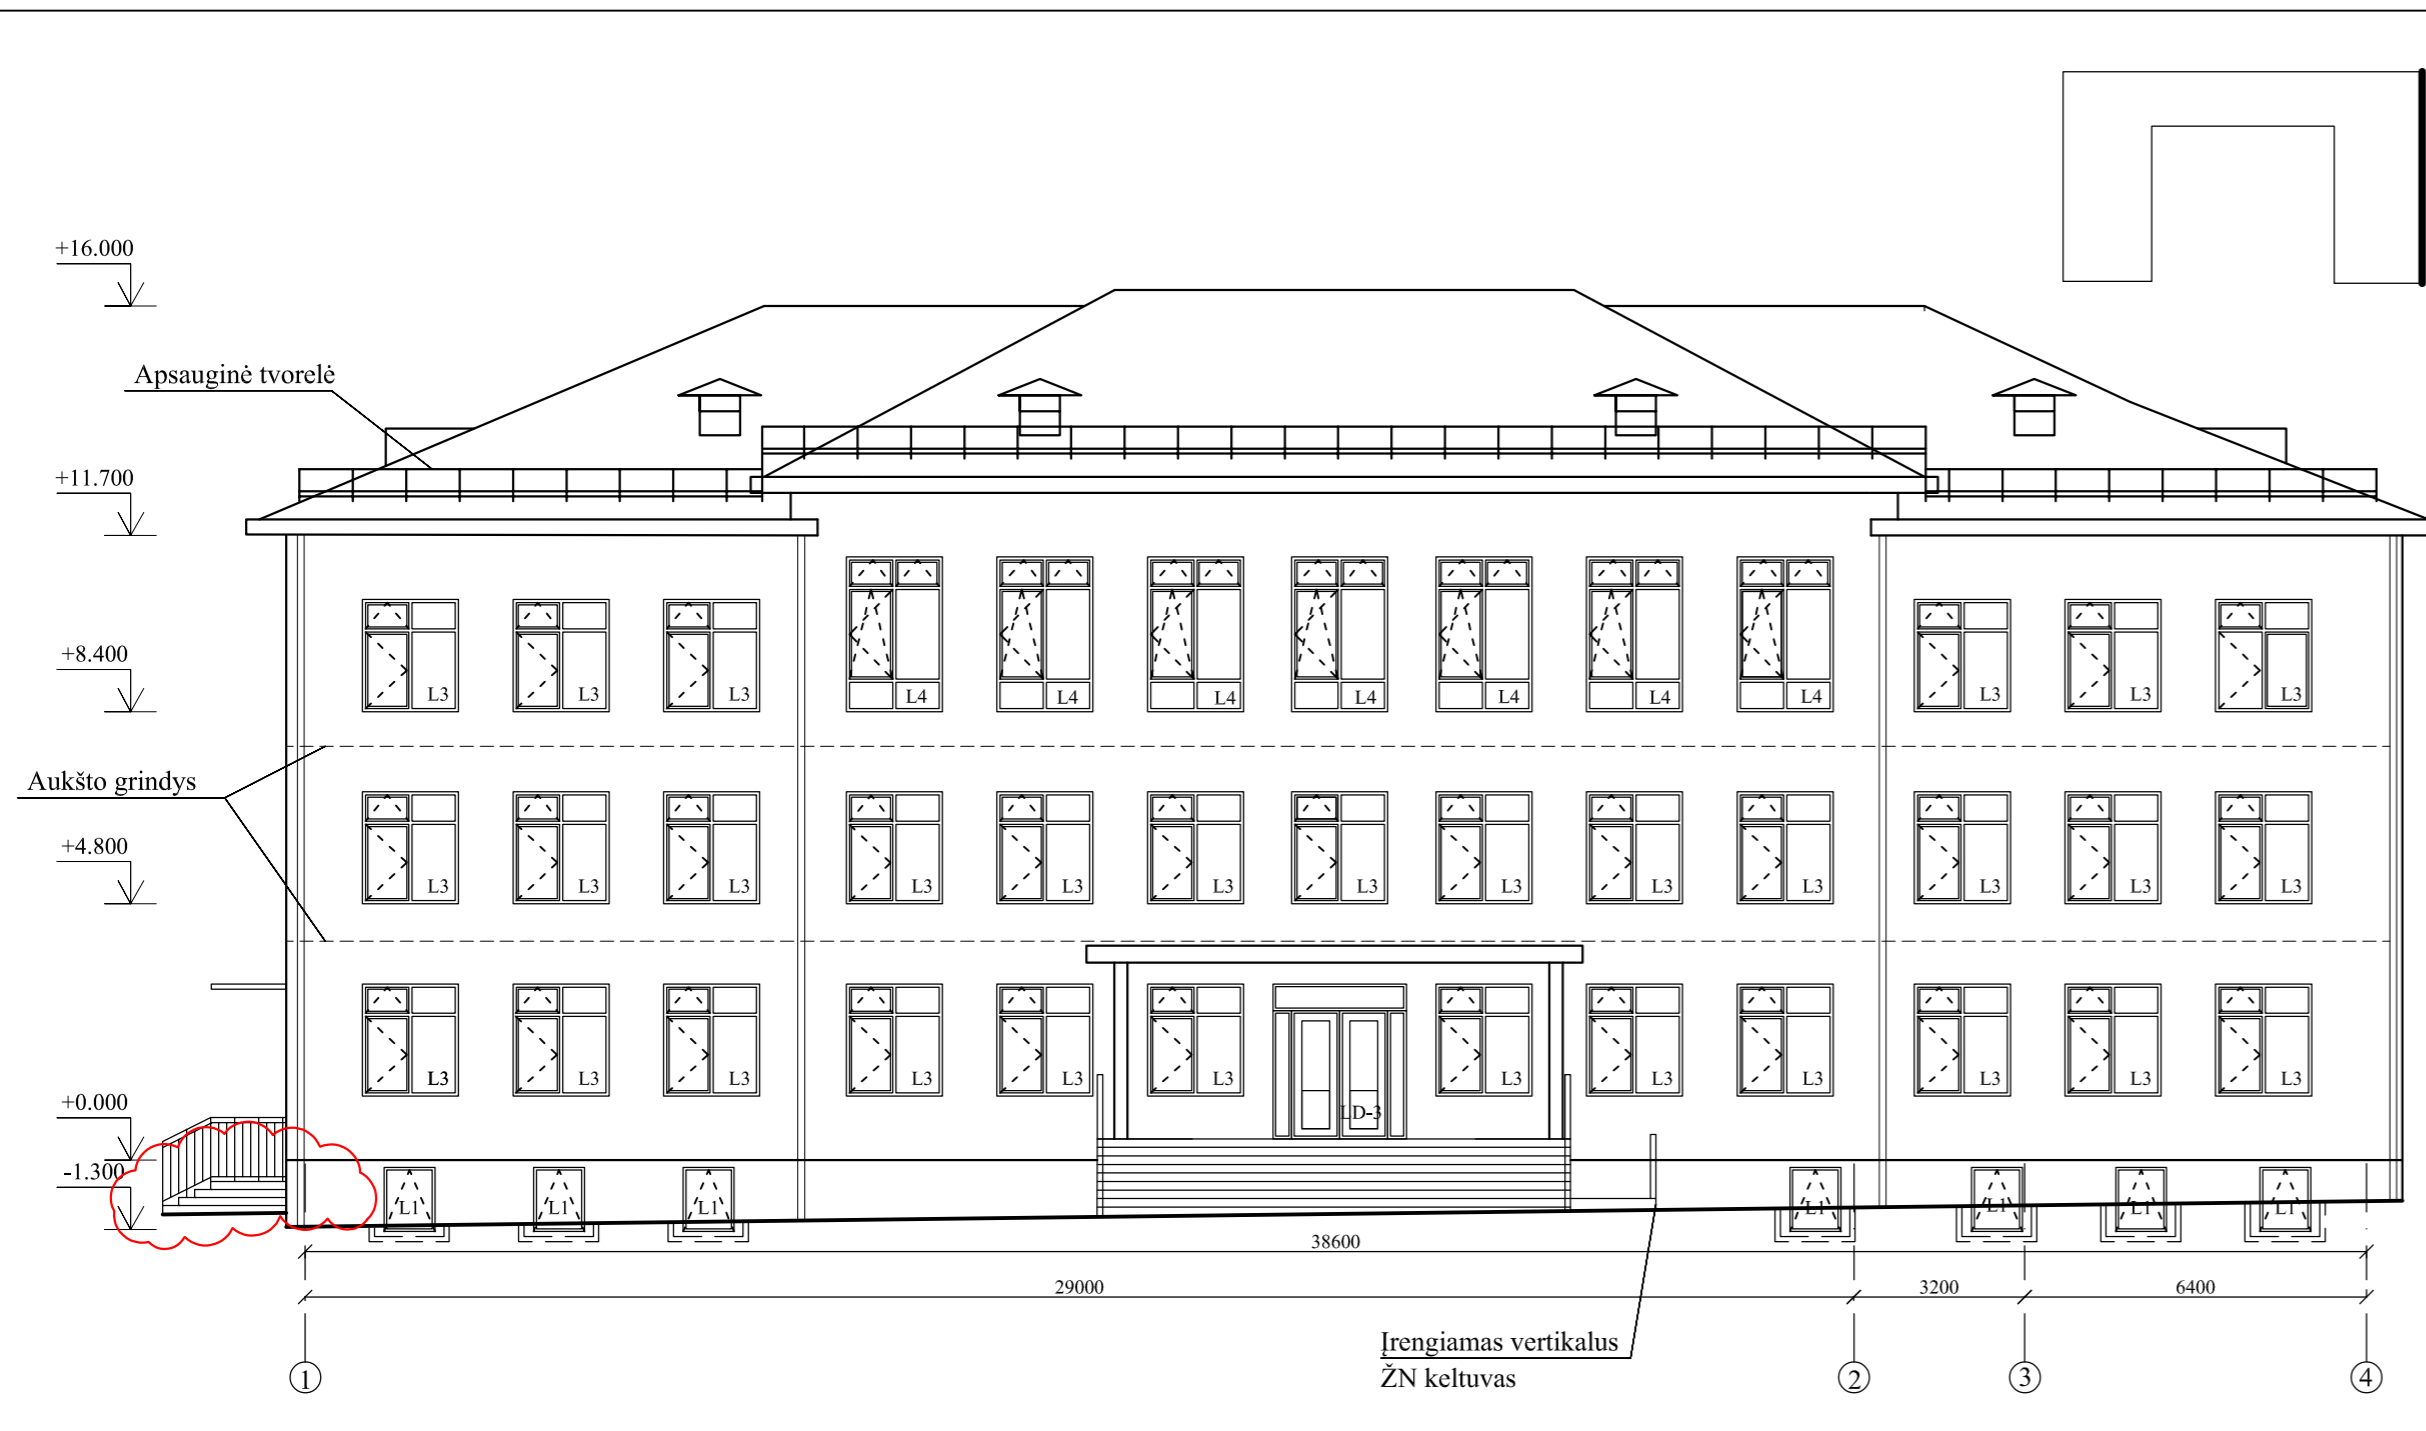 +16.000
Apsauginė tvorelė
+11.700
+8.400
L3 L3 L3 L4 L4 L4 L4 L4 L4 L4 L3 L3 L3
Aukšto grindys
+4.800
L3 L3 L3 L3 L3 L3 L3 L3 L3 L3 L3 L3 L3
L3 L3 L3 L3 L3 L3 L3 L3 L3 L3 L3 L3
+0.000
LD-3
-1.300
L1 L1 L1 L1 L1 L1 L1
38600
29000 3200 6400
Įrengiamas vertikalus
ŽN keltuvas
1 2 3 4